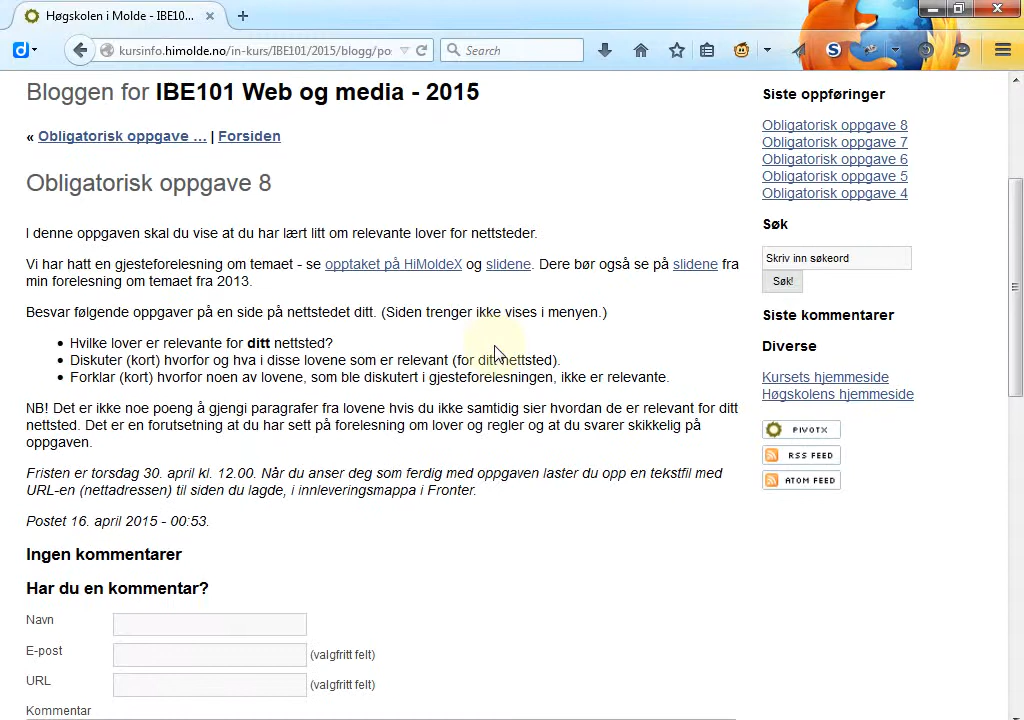 Høgskolen i Molde - IBE10...
kursinfo.himolde.no/in-kurs/IBE101/2015/blogg/po
Search
Bloggen for IBE101 Web og media - 2015
« Obligatorisk oppgave ... | Forsiden
Obligatorisk oppgave 8
I denne oppgaven skal du vise at du har lært litt om relevante lover for nettsteder.
Vi har hatt en gjesteforelesning om temaet - se opptaket på HiMoldeX og slidene. Dere bør også se på slidene fra
min forelesning om temaet fra 2013.
Besvar følgende oppgaver på en side på nettstedet ditt. (Siden trenger ikke vises i menyen.)
• Hvilke lover er relevante for ditt nettsted?
• Diskuter (kort) hvorfor og hva i disse lovene som er relevant (for ditt nettsted).
• Forklar (kort) hvorfor noen av lovene, som ble diskutert i gjesteforelesningen, ikke er relevante.
NB! Det er ikke noe poeng å gjengi paragrafer fra lovene hvis du ikke samtidig sier hvordan de er relevant for ditt
nettsted. Det er en forutsetning at du har sett på forelesning om lover og regler og at du svarer skikkelig på
oppgaven.
Fristen er torsdag 30. april kl. 12.00. Når du anser deg som ferdig med oppgaven laster du opp en tekstfil med
URL-en (nettadressen) til siden du lagde, i innleveringsmappa i Fronter.
Postet 16. april 2015 - 00:53.
Ingen kommentarer
Har du en kommentar?
Navn
E-post (valgfritt felt)
URL (valgfritt felt)
Kommentar
Siste oppføringer
Obligatorisk oppgave 8
Obligatorisk oppgave 7
Obligatorisk oppgave 6
Obligatorisk oppgave 5
Obligatorisk oppgave 4
Søk
Skriv inn søkeord
Søk!
Siste kommentarer
Diverse
Kursets hjemmeside
Høgskolens hjemmeside
PIVOTX
RSS FEED
ATOM FEED